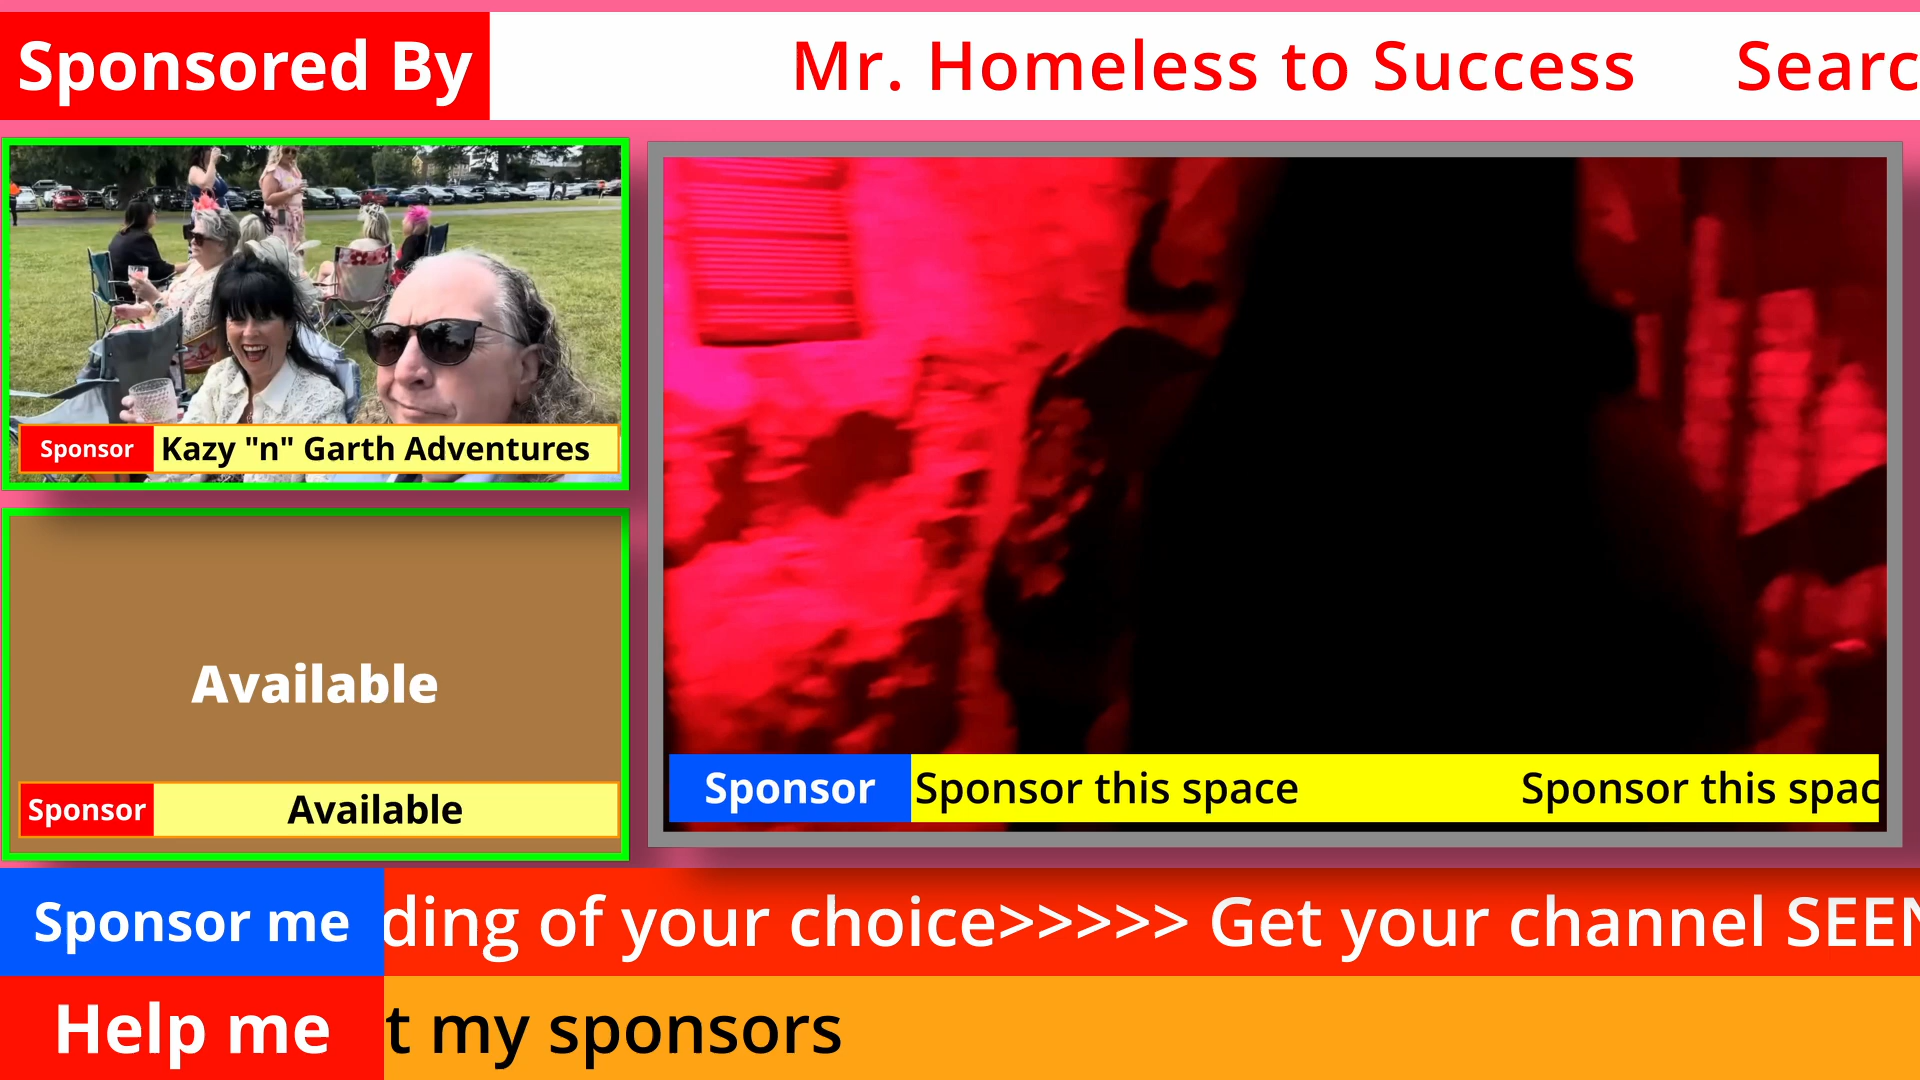 Sponsored By
Mr. Homeless to Success Searc
Sponsor Kazy "n" Garth Adventures
Available
Sponsor Available
Sponsor Sponsor this space Sponsor this spac
Sponsor me ding of your choice>>>>> Get your channel SEEN
Help me t my sponsors